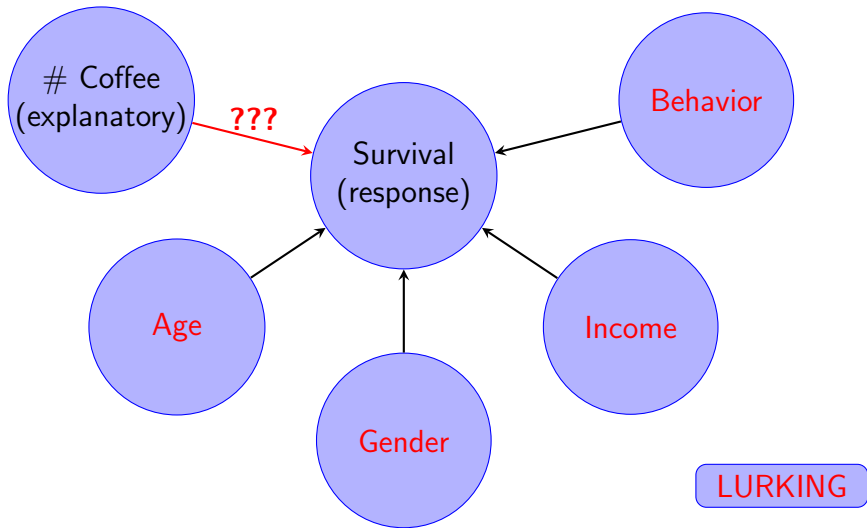 # Coffee
(explanatory)
???
Survival
(response)
Behavior
Age
Income
Gender
LURKING